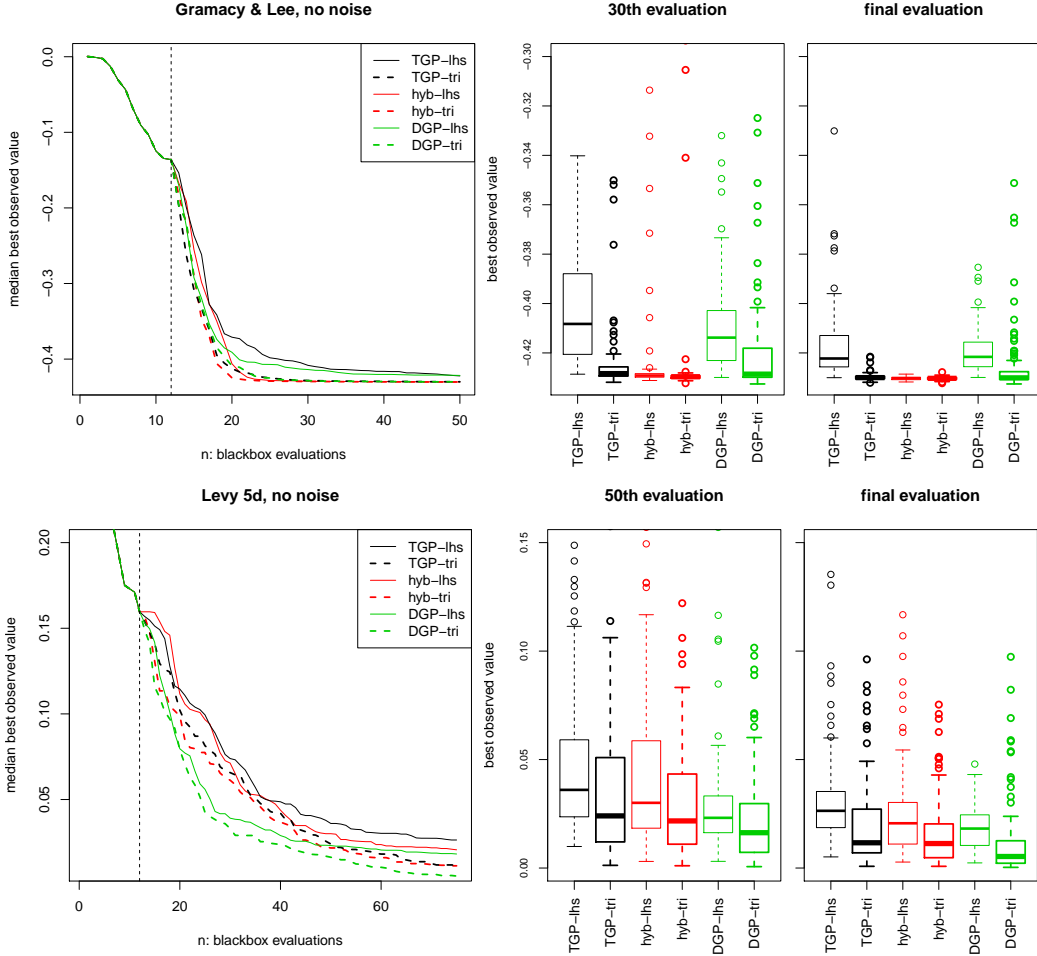 Gramacy & Lee, no noise
median best observed value
0.0
−0.1
−0.2
−0.3
−0.4
TGP−lhs
TGP−tri
hyb−lhs
hyb−tri
DGP−lhs
DGP−tri
0
10
20
30
40
50
n: blackbox evaluations
30th evaluation
best observed value
−0.30
−0.32
−0.34
−0.36
−0.38
−0.40
−0.42
TGP−lhs
TGP−tri
hyb−lhs
hyb−tri
DGP−lhs
DGP−tri
final evaluation
TGP−lhs
TGP−tri
hyb−lhs
hyb−tri
DGP−lhs
DGP−tri
Levy 5d, no noise
median best observed value
0.20
0.15
0.10
0.05
TGP−lhs
TGP−tri
hyb−lhs
hyb−tri
DGP−lhs
DGP−tri
0
20
40
60
n: blackbox evaluations
50th evaluation
best observed value
0.15
0.10
0.05
0.00
TGP−lhs
TGP−tri
hyb−lhs
hyb−tri
DGP−lhs
DGP−tri
final evaluation
TGP−lhs
TGP−tri
hyb−lhs
hyb−tri
DGP−lhs
DGP−tri